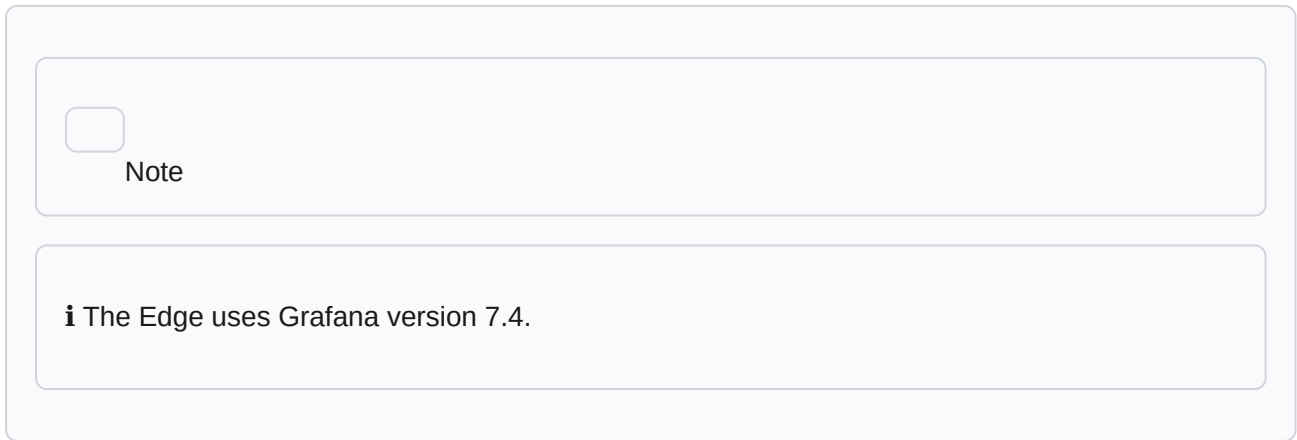 Note
ℹ The Edge uses Grafana version 7.4.